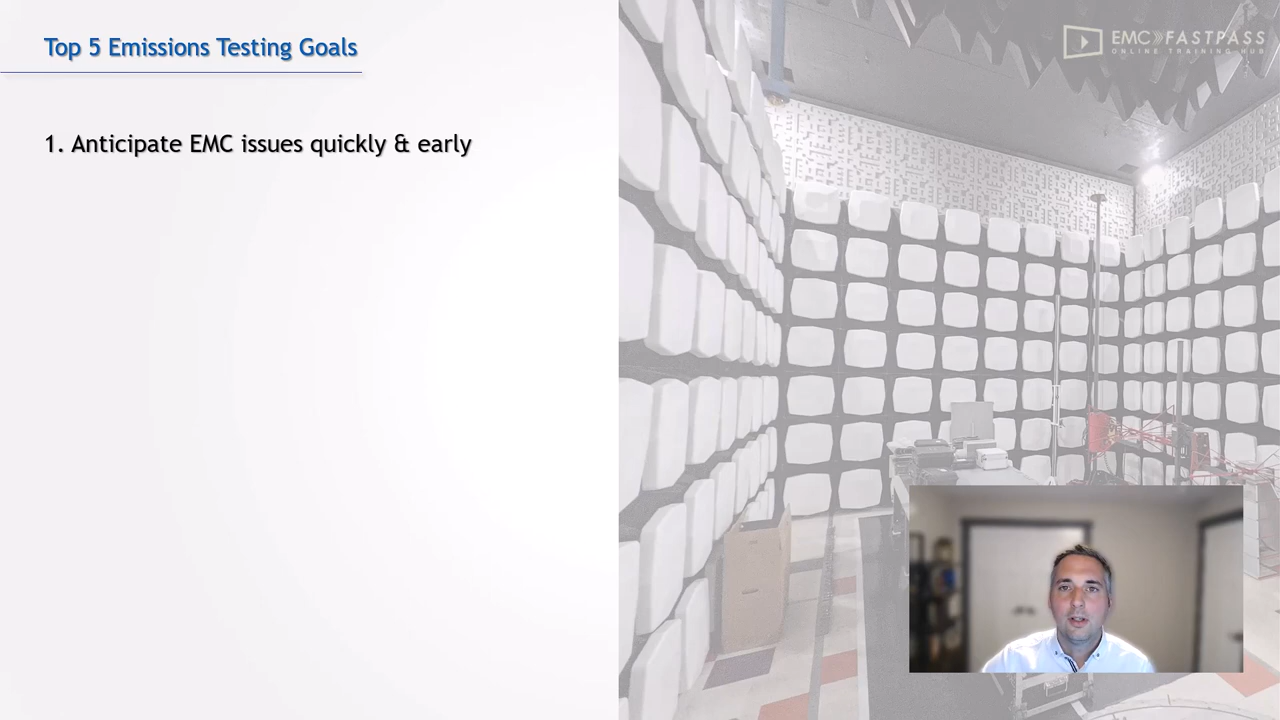 Top 5 Emissions Testing Goals
EMC FASTPASS
ONLINE TRAINING HUB
1. Anticipate EMC issues quickly & early